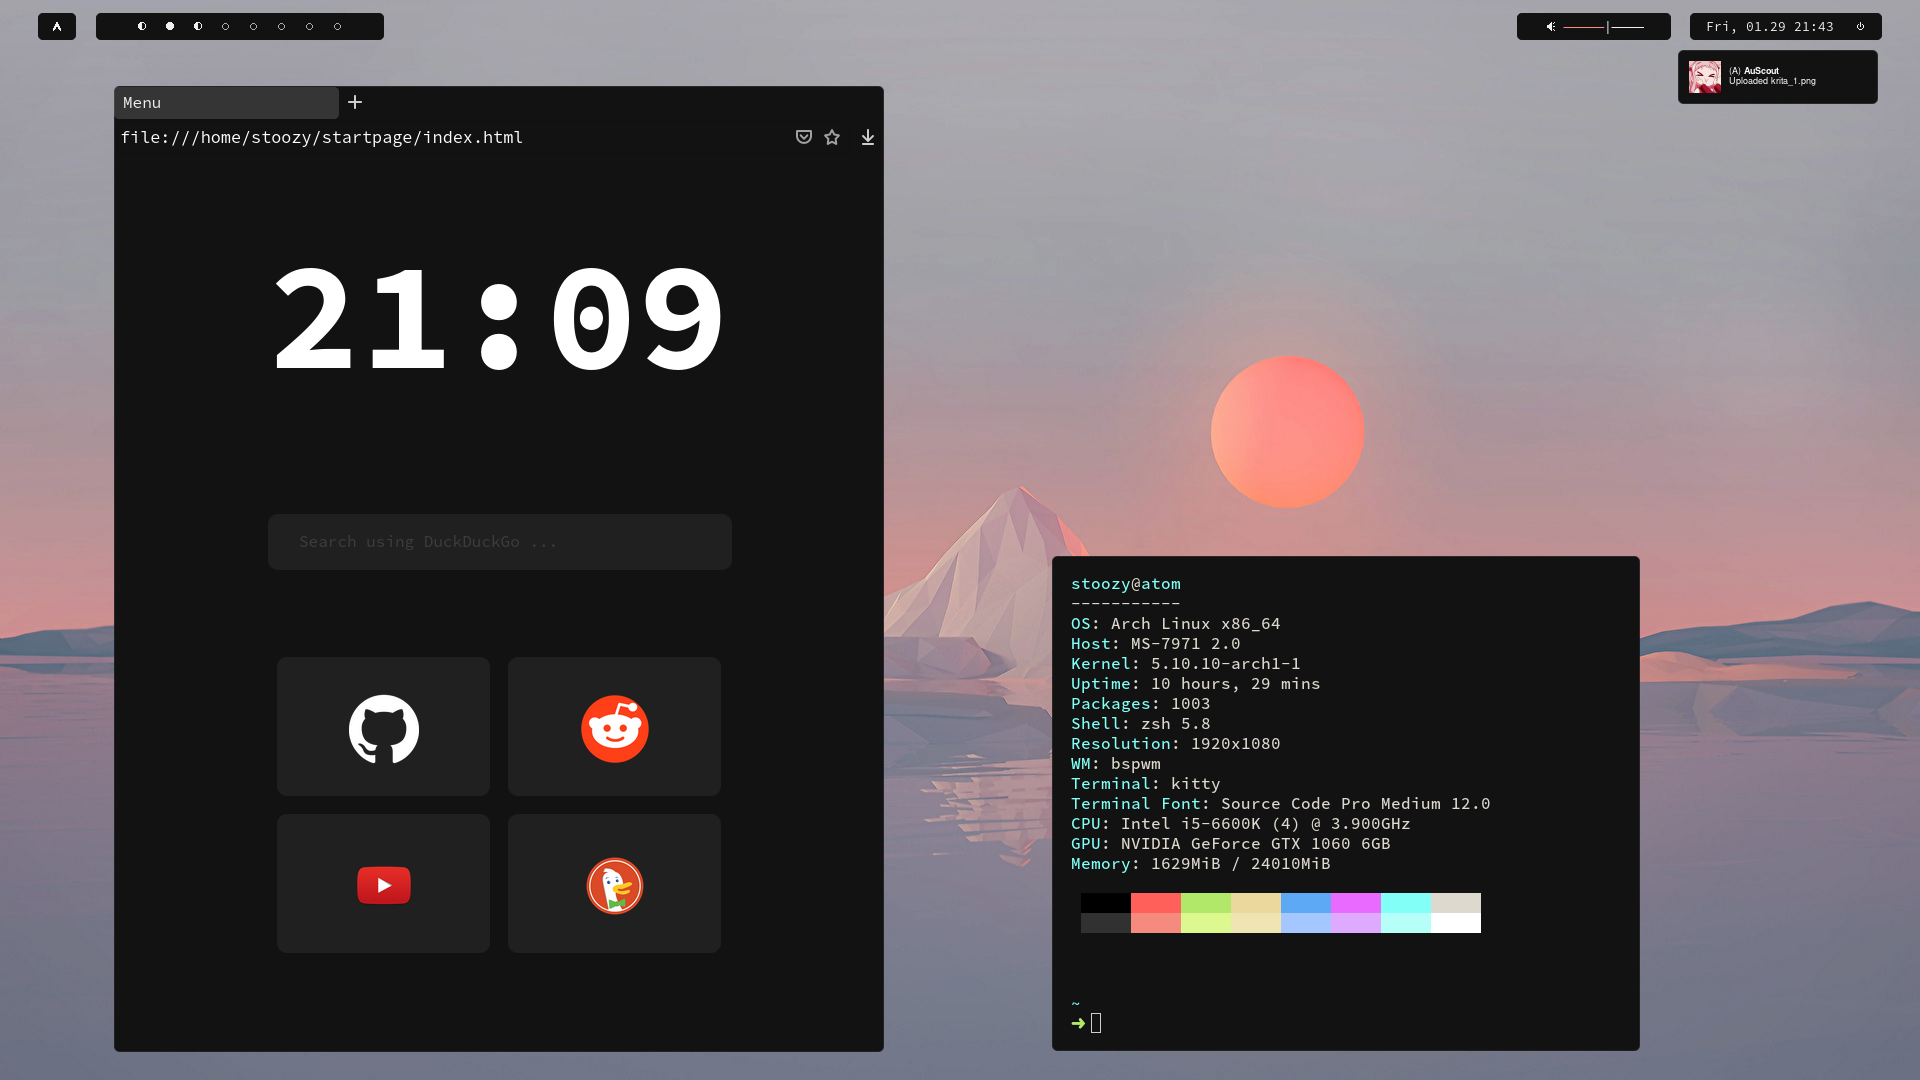 Fri, 01.29 21:43
(A) AuScout
Uploaded krita_1.png
Menu
file:///home/stoozy/startpage/index.html
21:09
Search using DuckDuckGo ...
stoozy@atom
-----------
OS: Arch Linux x86_64
Host: MS-7971 2.0
Kernel: 5.10.10-arch1-1
Uptime: 10 hours, 29 mins
Packages: 1003
Shell: zsh 5.8
Resolution: 1920x1080
WM: bspwm
Terminal: kitty
Terminal Font: Source Code Pro Medium 12.0
CPU: Intel i5-6600K (4) @ 3.900GHz
GPU: NVIDIA GeForce GTX 1060 6GB
Memory: 1629MiB / 24010MiB
~
➜